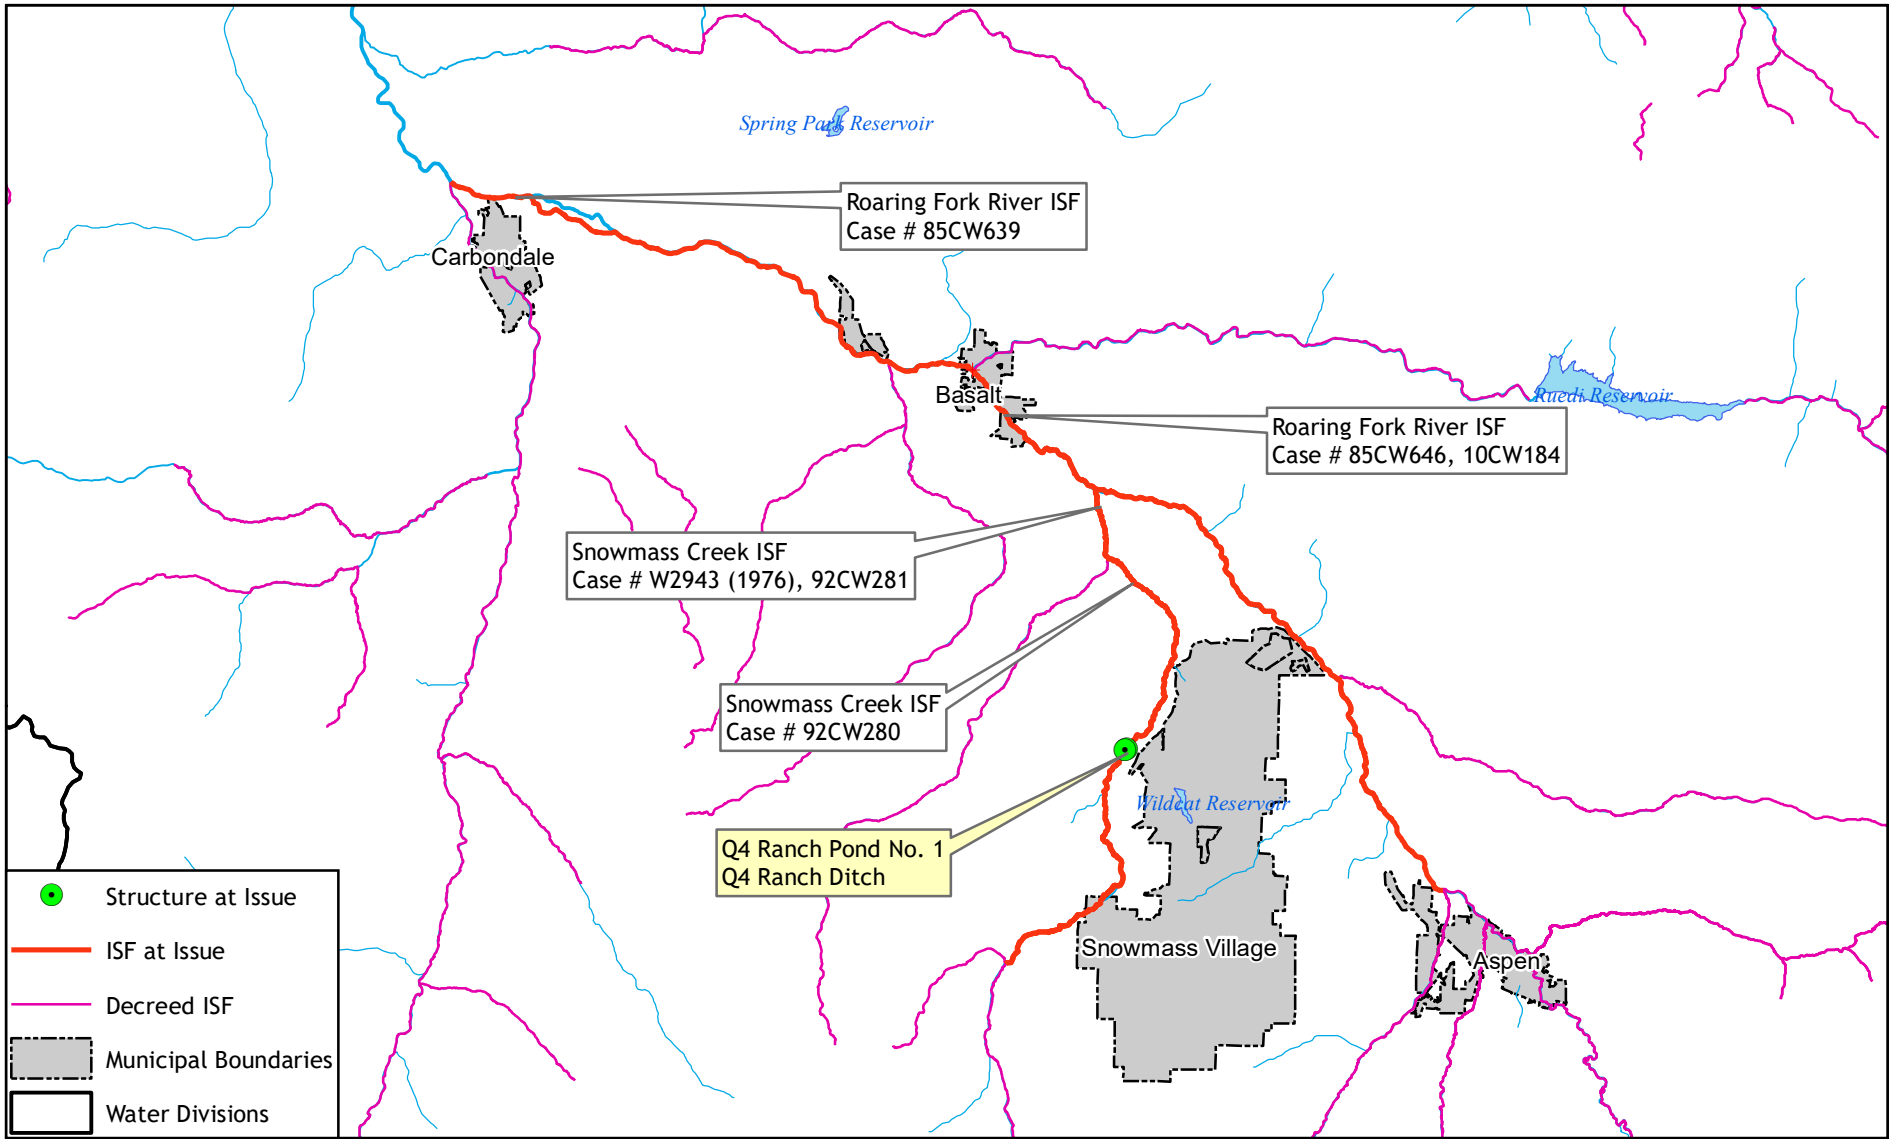 Spring Park Reservoir
Roaring Fork River ISF
Case # 85CW639
Carbondale
Basalt
Ruedi Reservoir
Roaring Fork River ISF
Case # 85CW646, 10CW184
Snowmass Creek ISF
Case # W2943 (1976), 92CW281
Snowmass Creek ISF
Case # 92CW280
Wildcat Reservoir
Q4 Ranch Pond No. 1
Q4 Ranch Ditch
Snowmass Village
Aspen
Structure at Issue
ISF at Issue
Decreed ISF
Municipal Boundaries
Water Divisions